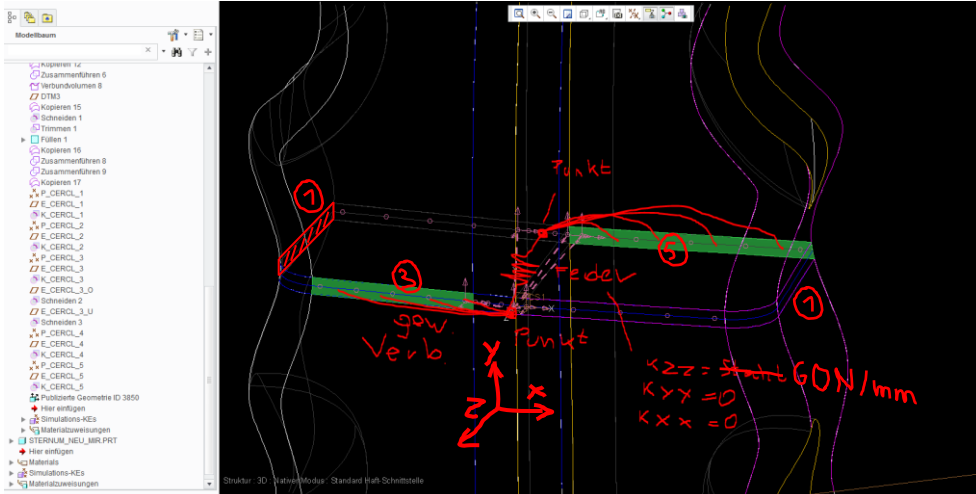 Modellbaum
Kopieren 12
Zusammenführen 6
Verbundvolumen 8
DTM3
Kopieren 15
Schneiden 1
Trimmen 1
Füllen 1
Kopieren 16
Zusammenführen 8
Zusammenführen 9
Kopieren 17
P_CERCL_1
E_CERCL_1
K_CERCL_1
P_CERCL_2
E_CERCL_2
K_CERCL_2
P_CERCL_3
E_CERCL_3
K_CERCL_3
E_CERCL_3_O
Schneiden 2
E_CERCL_3_U
Schneiden 3
P_CERCL_4
E_CERCL_4
K_CERCL_4
P_CERCL_5
E_CERCL_5
K_CERCL_5
Publizierte Geometrie ID 3850
Hier einfügen
Simulations-KEs
Materialzuweisungen
STERNUM_NEU_MIR.PRT
Hier einfügen
Materials
Simulations-KEs
Materialzuweisungen
Punkt
1
5
3
Feder
CS1
X
1
gew.
Verb
Punkt
Y
X
Z
Kzz = 60N/mm
Kyy = 0
Kxx = 0
Struktur : 3D : Nativer Modus : Standard Haft-Schnittstelle